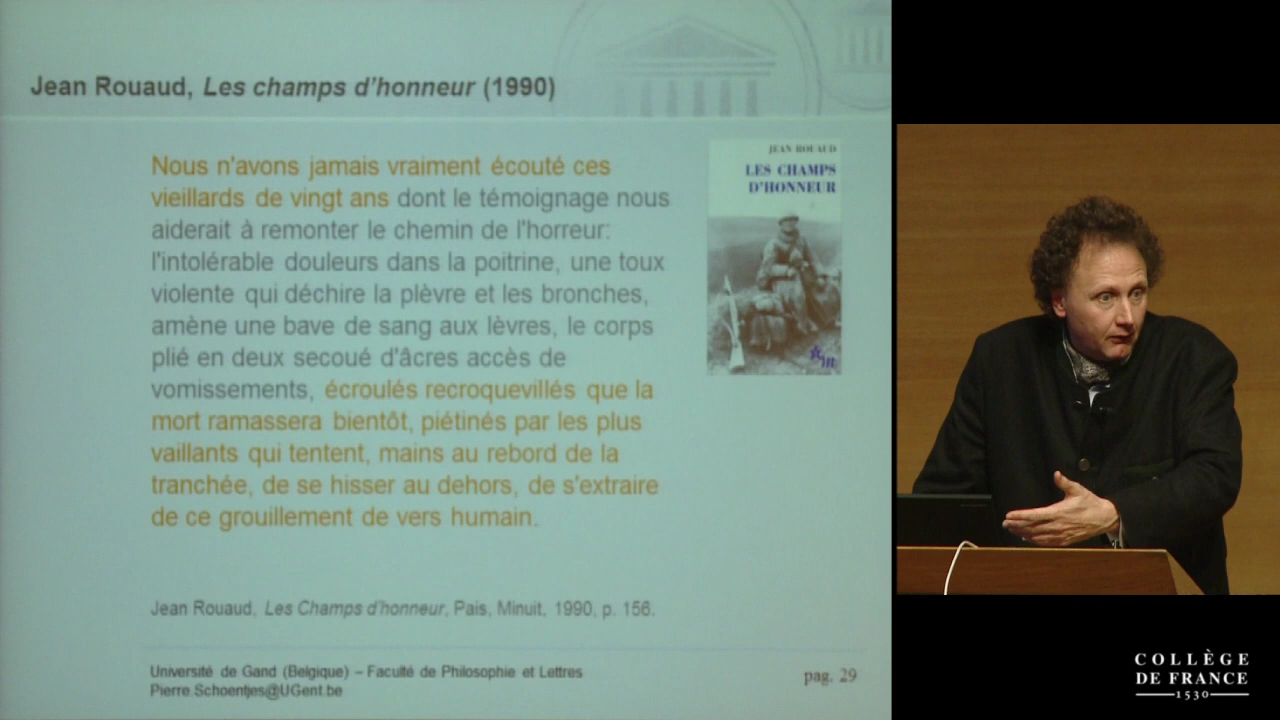 Jean Rouaud, Les champs d'honneur (1990)
Nous n'avons jamais vraiment écouté ces
vieillards de vingt ans dont le témoignage nous
aiderait à remonter le chemin de l'horreur:
l'intolérable douleurs dans la poitrine, une toux
violente qui déchire la plèvre et les bronches,
amène une bave de sang aux lèvres, le corps
plié en deux secoué d'âcres accès de
vomissements, écroulés recroquevillés que la
mort ramassera bientôt, piétinés par les plus
vaillants qui tentent, mains au rebord de la
tranchée, de se hisser au dehors, de s'extraire
de ce grouillement de vers humain.
JEAN ROUAUD
LES CHAMPS
D'HONNEUR
m
Jean Rouaud, Les Champs d'honneur, Pais, Minuit, 1990, p. 156.
Université de Gand (Belgique) – Faculté de Philosophie et Lettres
Pierre.Schoentjes@UGent.be
pag. 29
COLLÈGE
DE FRANCE
1530